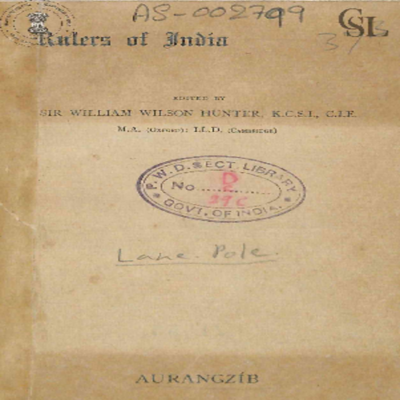 AS-002799
CSL
Rulers of India
EDITED BY
SIR WILLIAM WILSON HUNTER, K.C.S.I., C.I.E.
M.A. (OXFORD): LL.D. (CAMBRIDGE)
P. W. D. SECT. LIBRARY
No.
D
GOVT. OF INDIA.
Lane. Pole.
AURANGZÍB